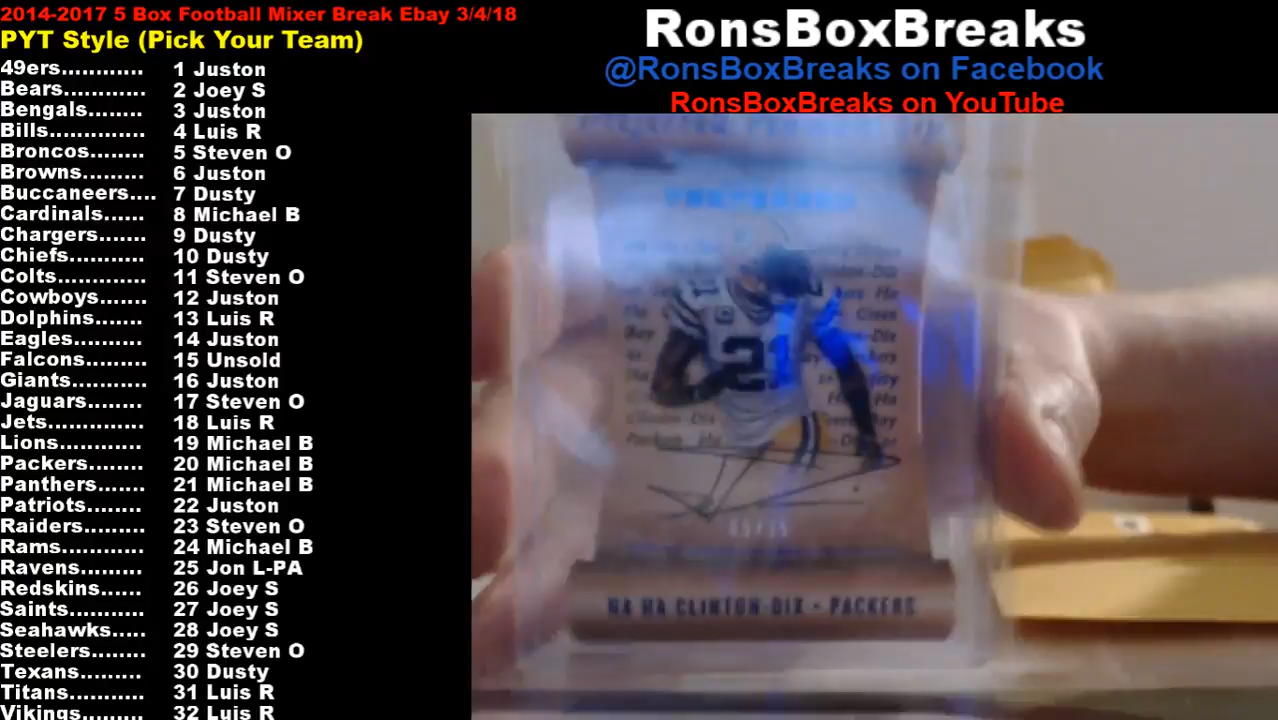 2014-2017 5 Box Football Mixer Break Ebay 3/4/18
PYT Style (Pick Your Team)
49ers............ 1 Juston
Bears............ 2 Joey S
Bengals........ 3 Juston
Bills.............. 4 Luis R
Broncos........ 5 Steven O
Browns......... 6 Juston
Buccaneers.... 7 Dusty
Cardinals...... 8 Michael B
Chargers....... 9 Dusty
Chiefs........... 10 Dusty
Colts............. 11 Steven O
Cowboys....... 12 Juston
Dolphins........ 13 Luis R
Eagles........... 14 Juston
Falcons......... 15 Unsold
Giants........... 16 Juston
Jaguars........ 17 Steven O
Jets.............. 18 Luis R
Lions............ 19 Michael B
Packers........ 20 Michael B
Panthers....... 21 Michael B
Patriots......... 22 Juston
Raiders......... 23 Steven O
Rams............ 24 Michael B
Ravens......... 25 Jon L-PA
Redskins...... 26 Joey S
Saints........... 27 Joey S
Seahawks..... 28 Joey S
Steelers........ 29 Steven O
Texans......... 30 Dusty
Titans........... 31 Luis R
Vikings......... 32 Luis R
RonsBoxBreaks
@RonsBoxBreaks on Facebook
RonsBoxBreaks on YouTube
21
HA HA CLINTON-DIX • PACKERS